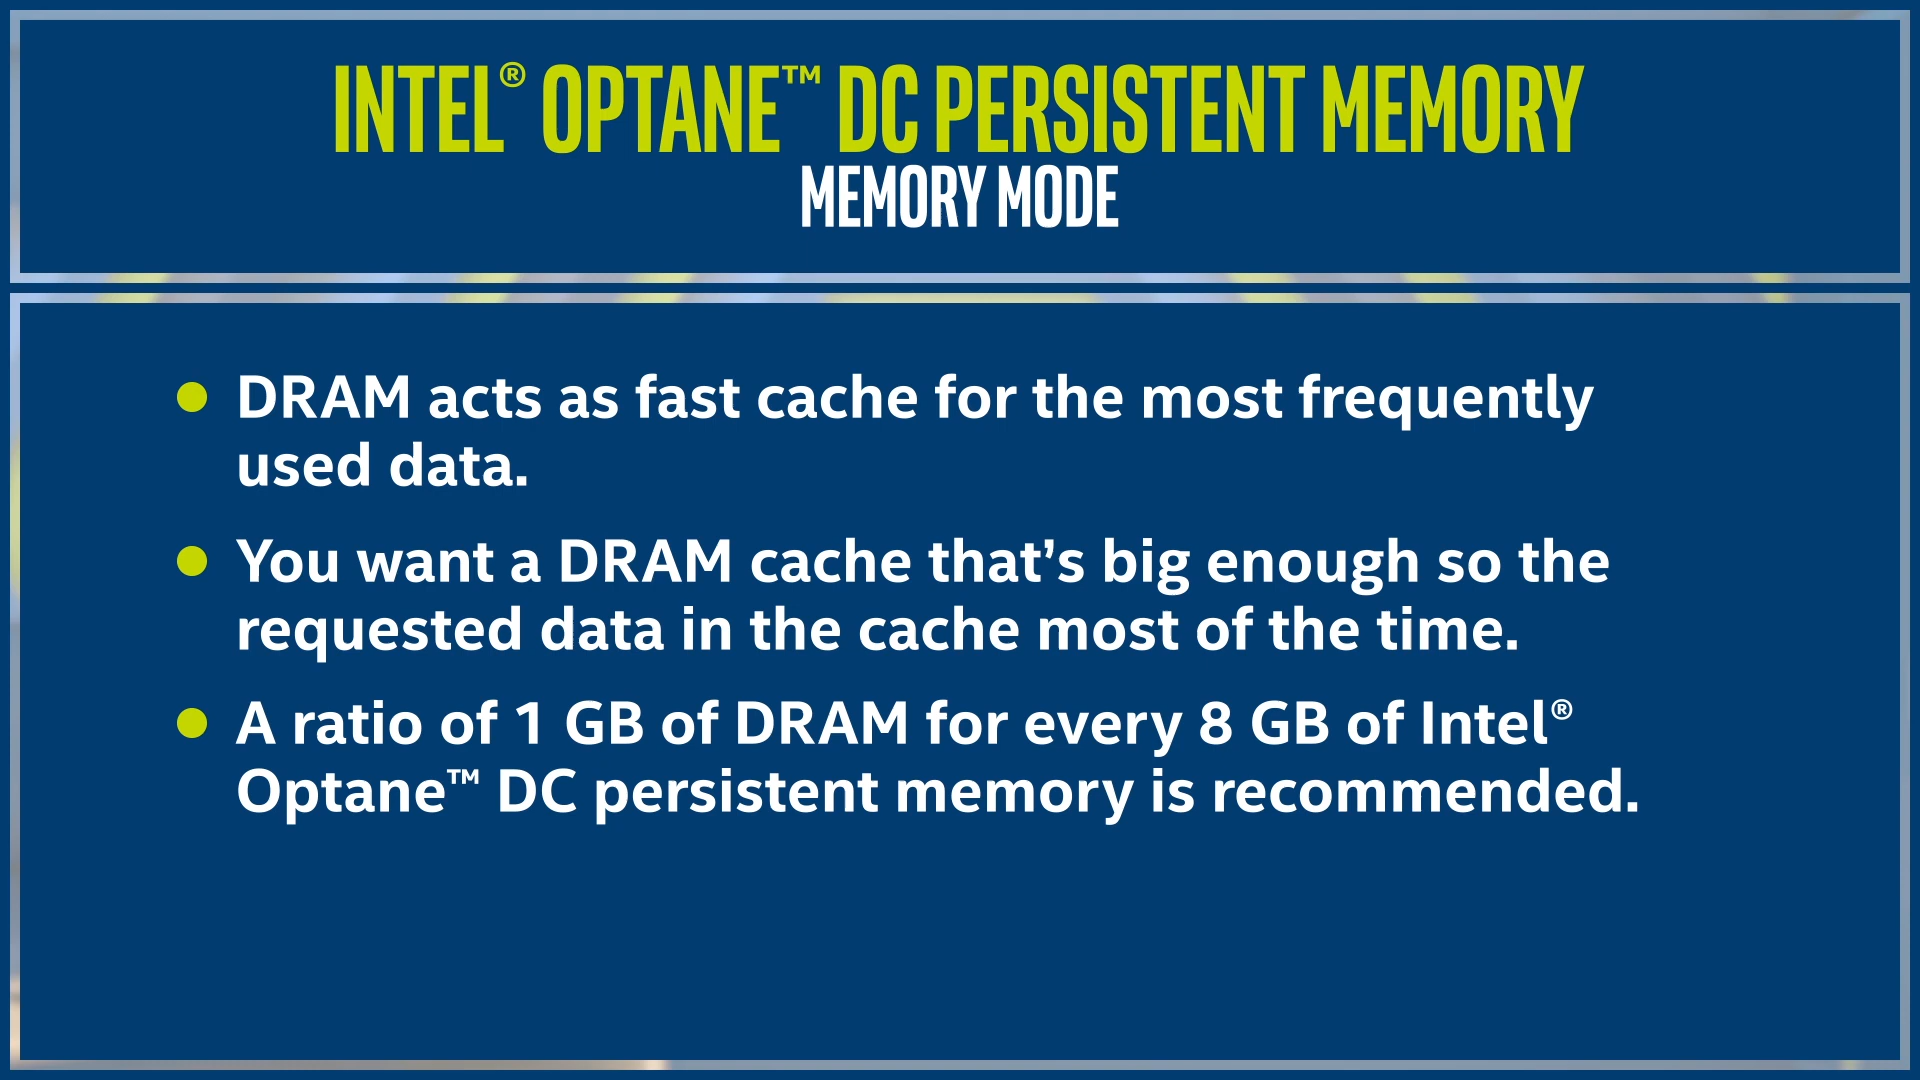 INTEL® OPTANE™ DC PERSISTENT MEMORY
MEMORY MODE
DRAM acts as fast cache for the most frequently
used data.
You want a DRAM cache that’s big enough so the
requested data in the cache most of the time.
A ratio of 1 GB of DRAM for every 8 GB of Intel®
Optane™ DC persistent memory is recommended.